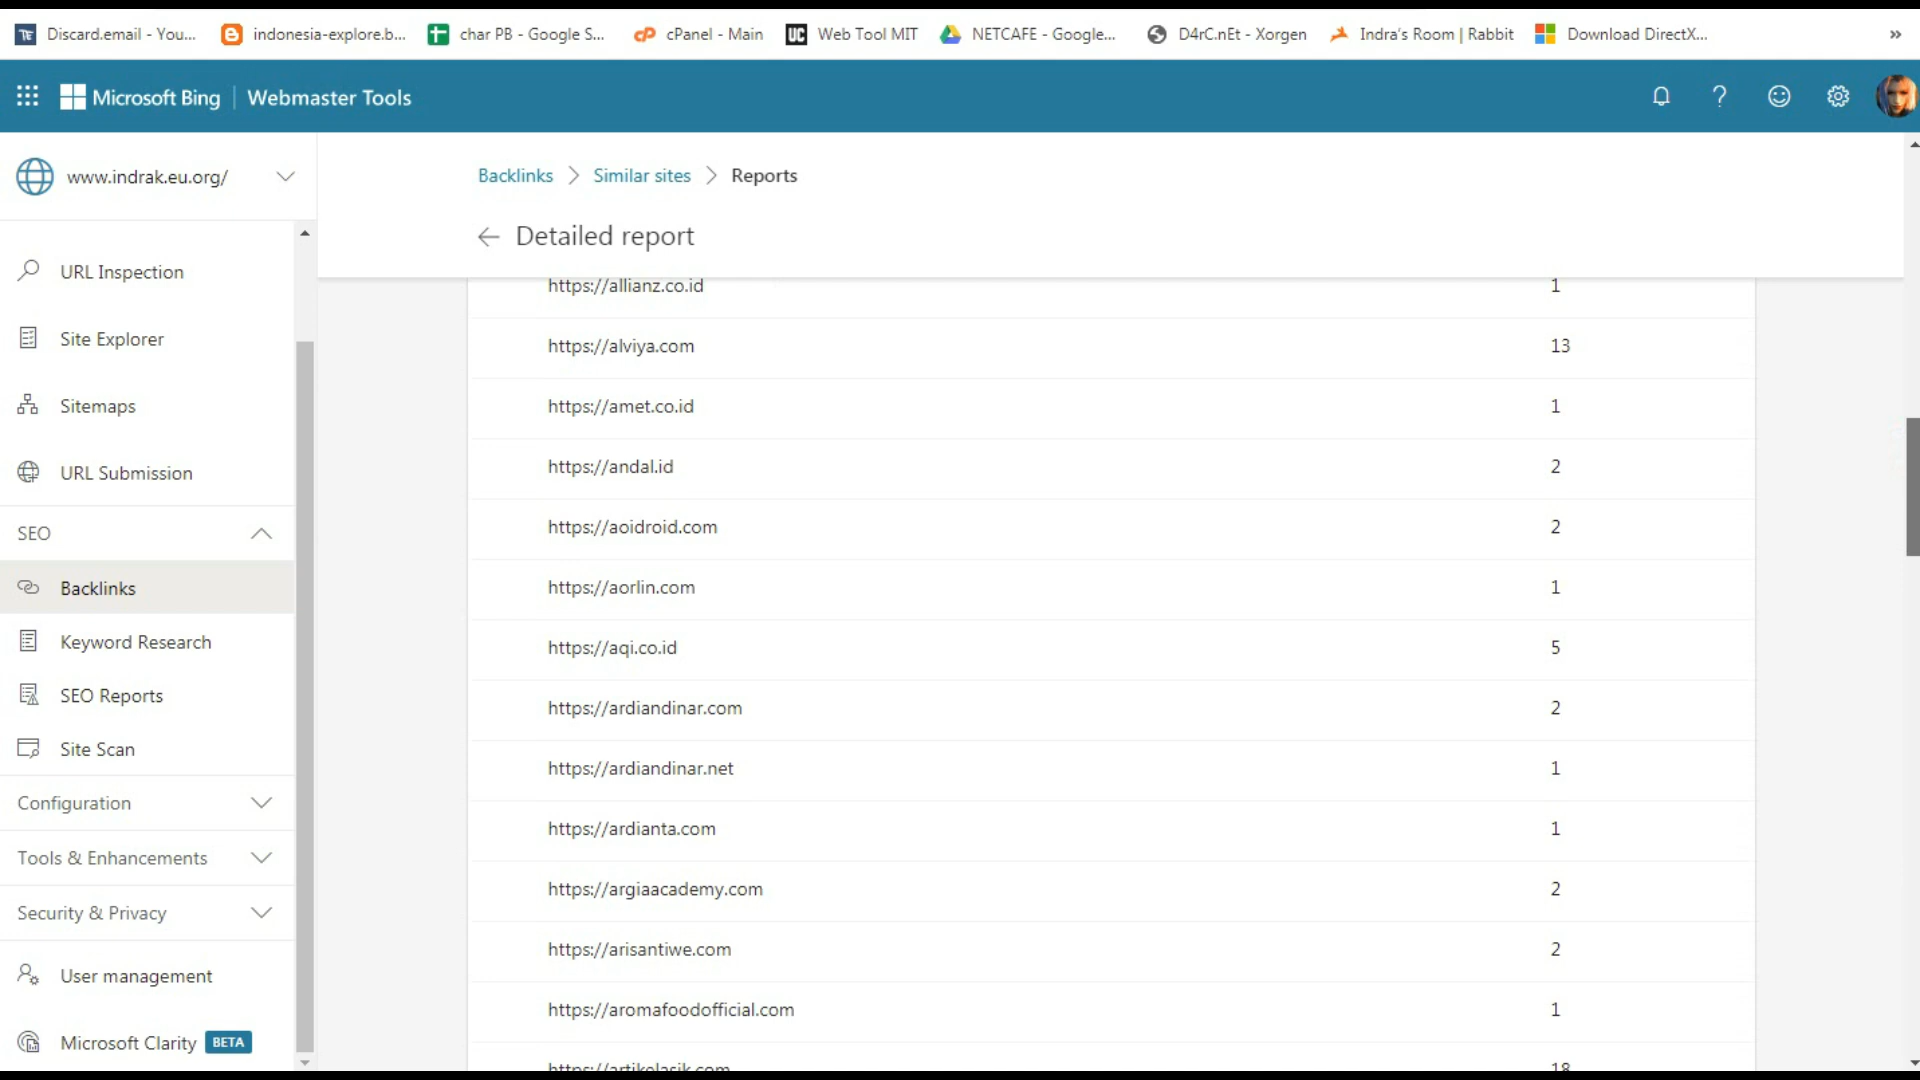 Discard.email - You...
indonesia-explore.b...
char PB - Google S...
cP cPanel - Main
UC Web Tool MIT
NETCAFE - Google...
D4rC.nEt - Xorgen
Indra's Room | Rabbit
Download DirectX...
»
Microsoft Bing | Webmaster Tools
?
www.indrak.eu.org/
Backlinks > Similar sites > Reports
← Detailed report
URL Inspection
Site Explorer
Sitemaps
URL Submission
SEO
Backlinks
Keyword Research
SEO Reports
Site Scan
Configuration
Tools & Enhancements
Security & Privacy
User management
Microsoft Clarity BETA
https://allianz.co.id 1
https://alviya.com 13
https://amet.co.id 1
https://andal.id 2
https://aoidroid.com 2
https://aorlin.com 1
https://aqi.co.id 5
https://ardiandinar.com 2
https://ardiandinar.net 1
https://ardianta.com 1
https://argiaacademy.com 2
https://arisantiwe.com 2
https://aromafoodofficial.com 1
https://artikelasik.com 18